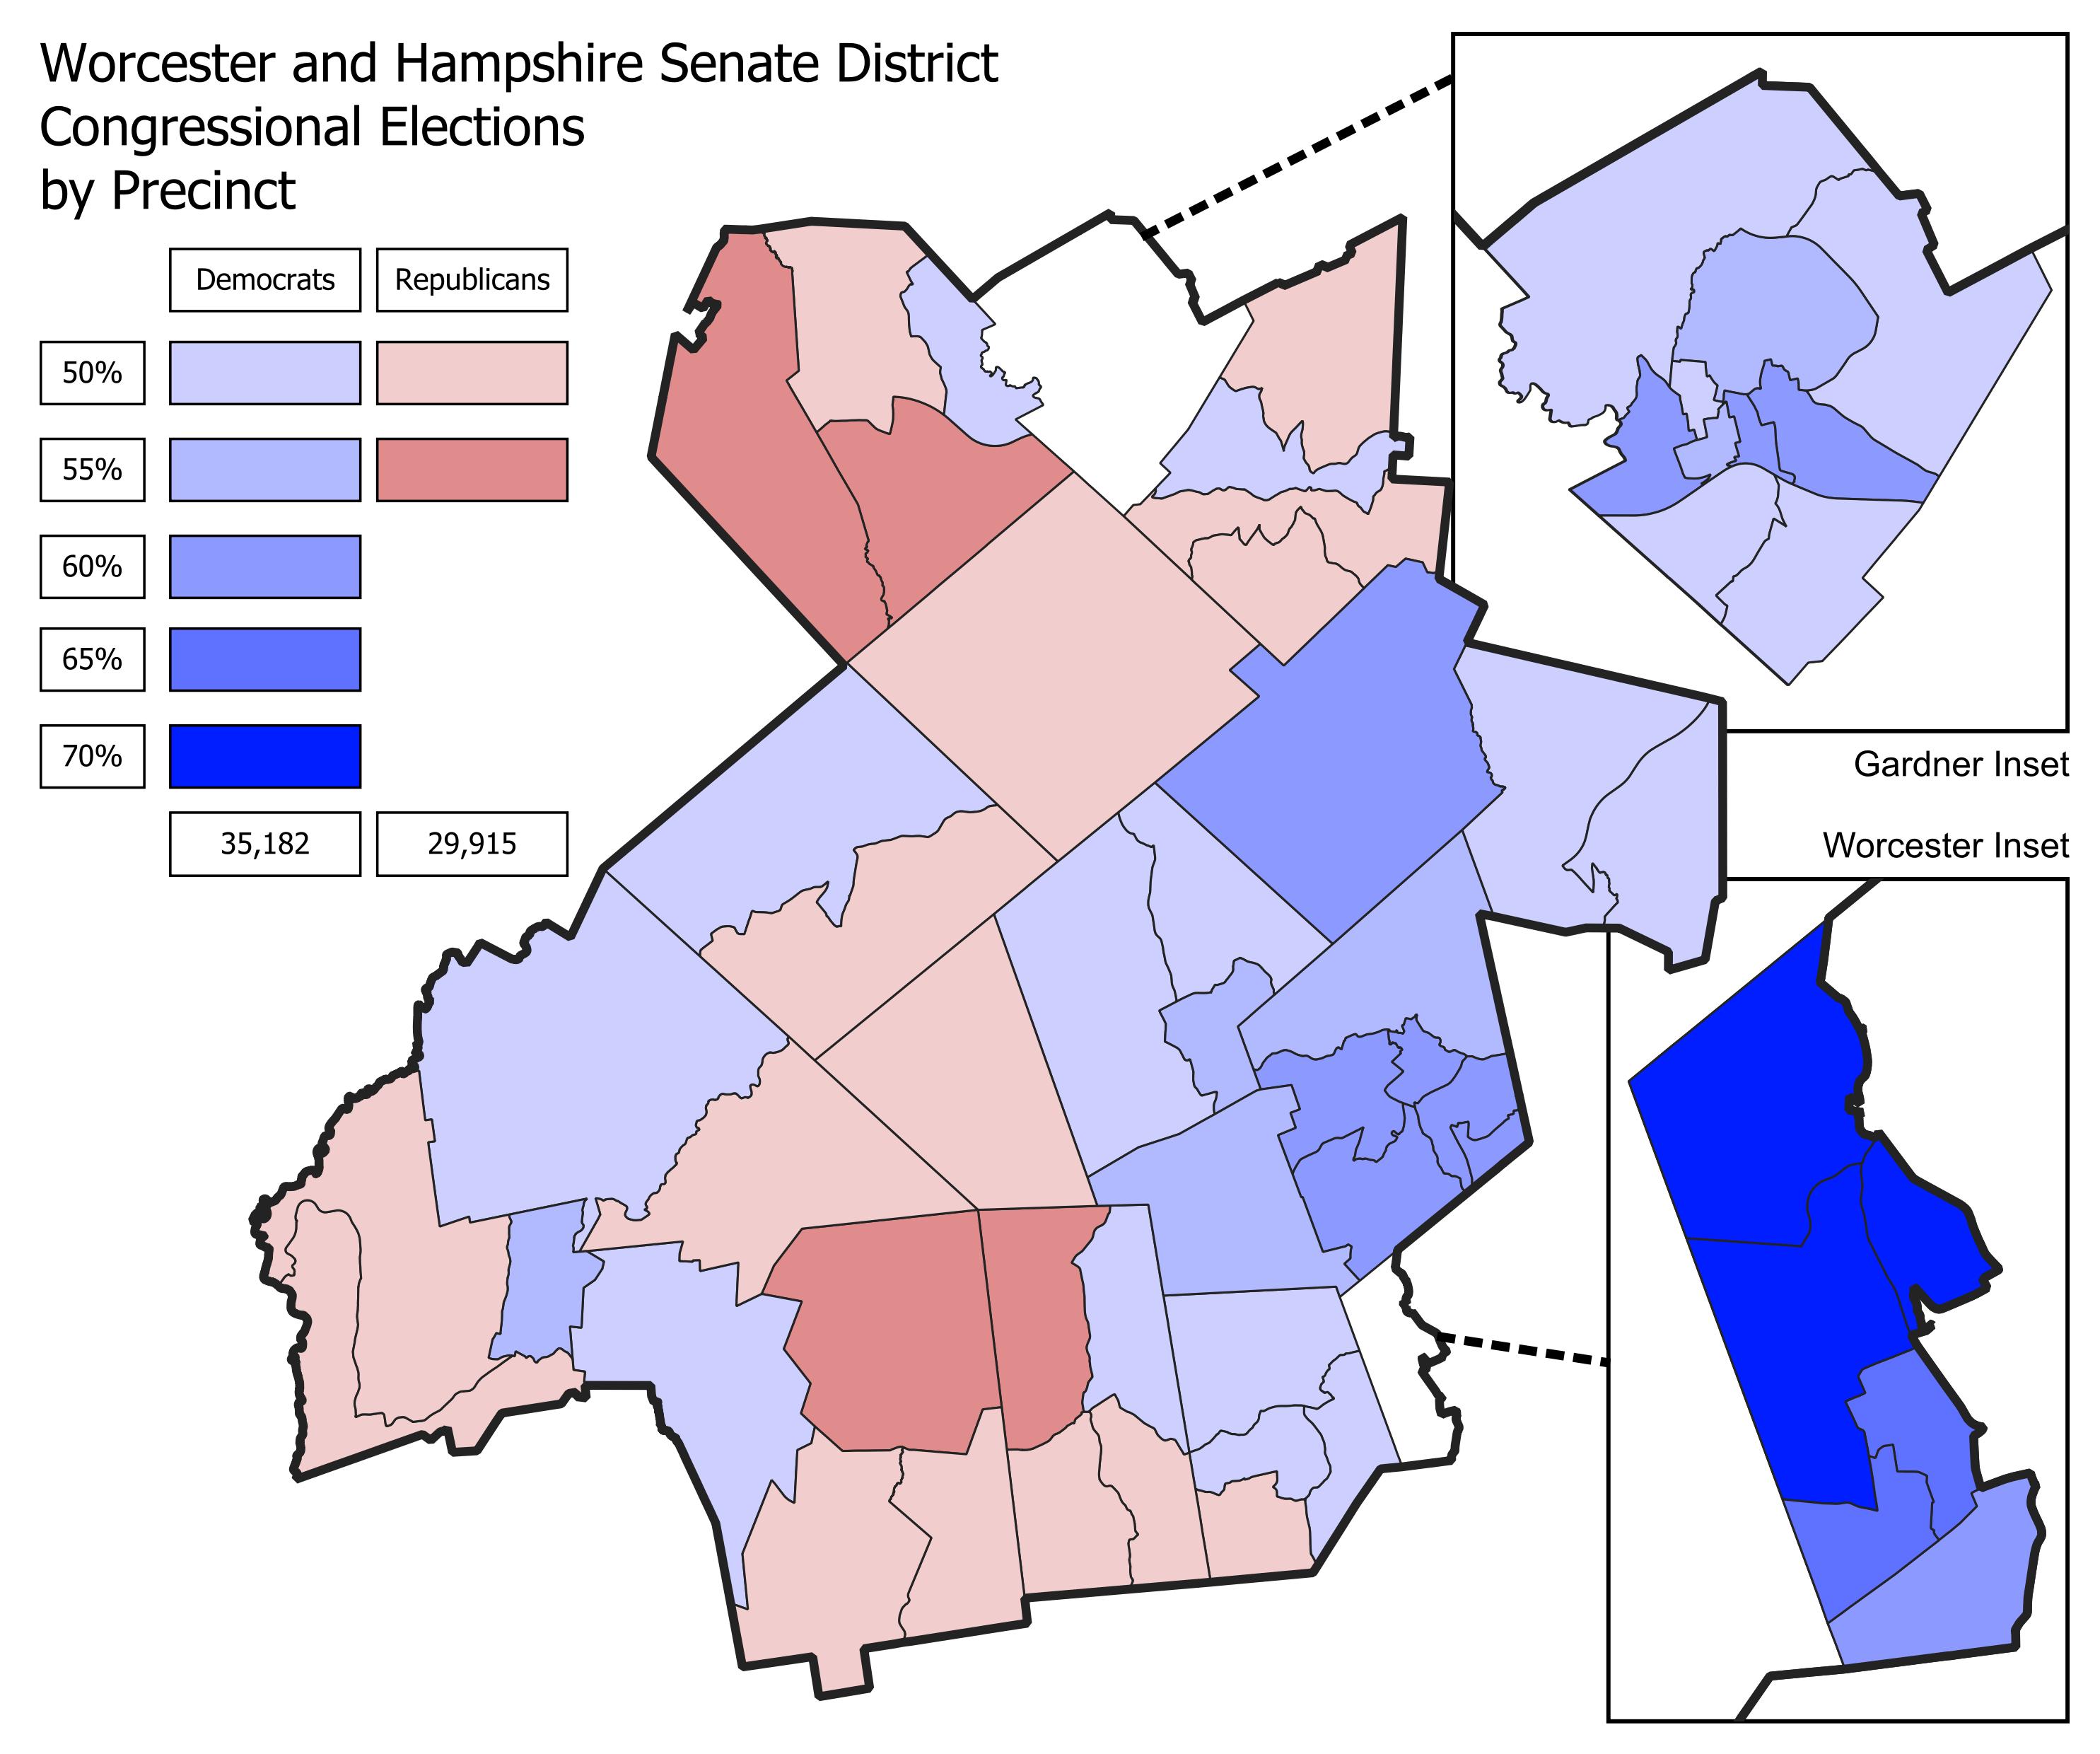 Worcester and Hampshire Senate District
Congressional Elections
by Precinct
Democrats Republicans
50%
55%
60%
65%
70%
35,182 29,915
Gardner Inset
Worcester Inset